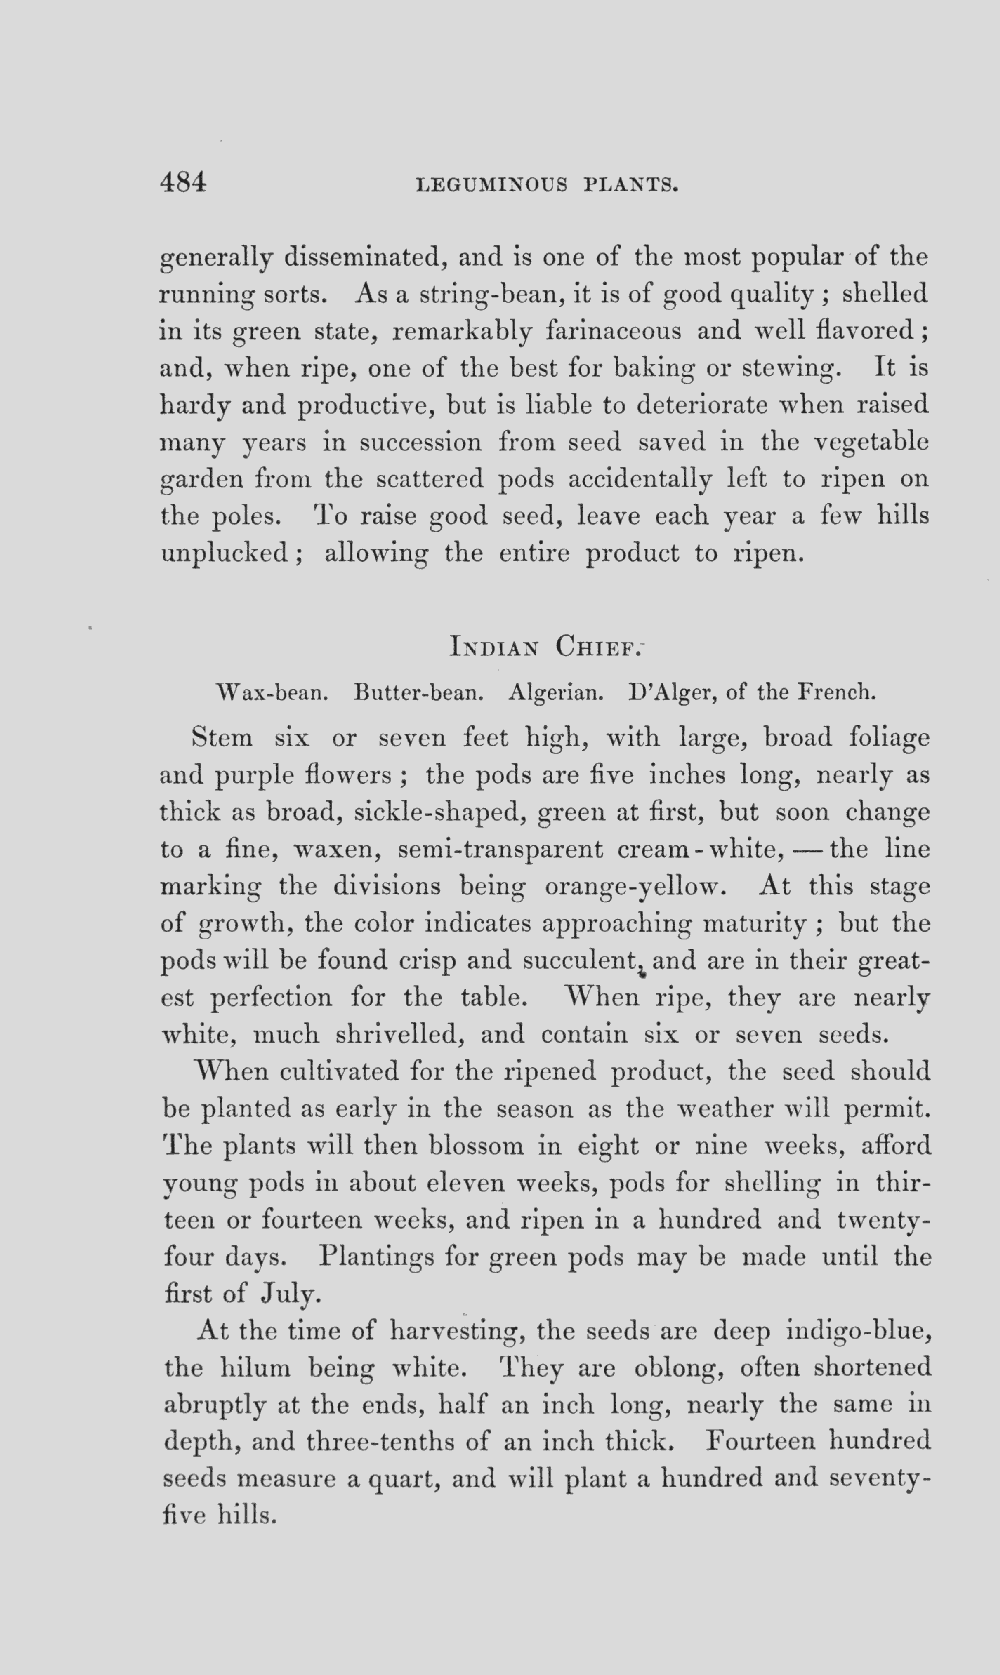 484 LEGUMINOUS PLANTS.
generally disseminated, and is one of the most popular of the
running sorts. As a string-bean, it is of good quality ; shelled
in its green state, remarkably farinaceous and well flavored ;
and, when ripe, one of the best for baking or stewing. It is
hardy and productive, but is liable to deteriorate when raised
many years in succession from seed saved in the vegetable
garden from the scattered pods accidentally left to ripen on
the poles. To raise good seed, leave each year a few hills
unplucked ; allowing the entire product to ripen.
INDIAN CHIEF.
Wax-bean. Butter-bean. Algerian. D'Alger, of the French.
Stem six or seven feet high, with large, broad foliage
and purple flowers ; the pods are five inches long, nearly as
thick as broad, sickle-shaped, green at first, but soon change
to a fine, waxen, semi-transparent cream-white, — the line
marking the divisions being orange-yellow. At this stage
of growth, the color indicates approaching maturity ; but the
pods will be found crisp and succulent, and are in their great-
est perfection for the table. When ripe, they are nearly
white, much shrivelled, and contain six or seven seeds.
When cultivated for the ripened product, the seed should
be planted as early in the season as the weather will permit.
The plants will then blossom in eight or nine weeks, afford
young pods in about eleven weeks, pods for shelling in thir-
teen or fourteen weeks, and ripen in a hundred and twenty-
four days. Plantings for green pods may be made until the
first of July.
At the time of harvesting, the seeds are deep indigo-blue,
the hilum being white. They are oblong, often shortened
abruptly at the ends, half an inch long, nearly the same in
depth, and three-tenths of an inch thick. Fourteen hundred
seeds measure a quart, and will plant a hundred and seventy-
five hills.